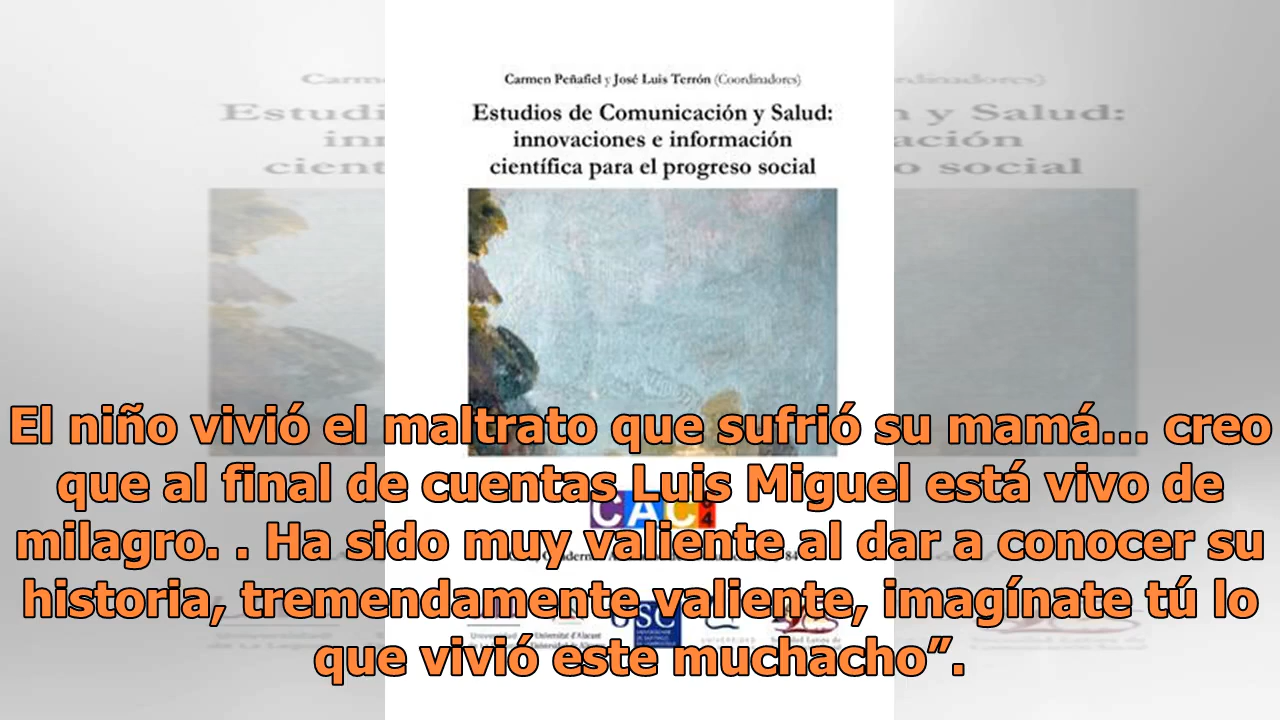 Carmen Peñafiel y José Luis Terrón (Coordinadores)
Estudios de Comunicación y Salud:
innovaciones e información
científica para el progreso social
El niño vivió el maltrato que sufrió su mamá... creo
que al final de cuentas Luis Miguel está vivo de
milagro. . Ha sido muy valiente al dar a conocer su
historia, tremendamente valiente, imagínate tú lo
que vivió este muchacho”.
CAC
USC